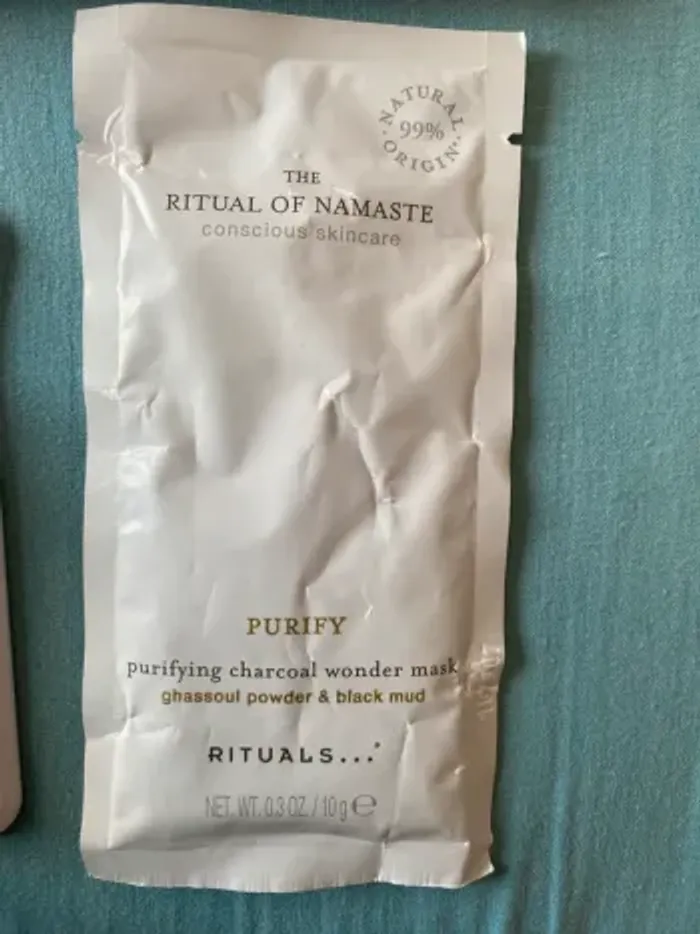 NATURAL
99%
ORIGIN*
THE
RITUAL OF NAMASTE
conscious skincare
PURIFY
purifying charcoal wonder mask
ghassoul powder & black mud
RITUALS...
NET. WT. 0.3 OZ. / 10 g ℮